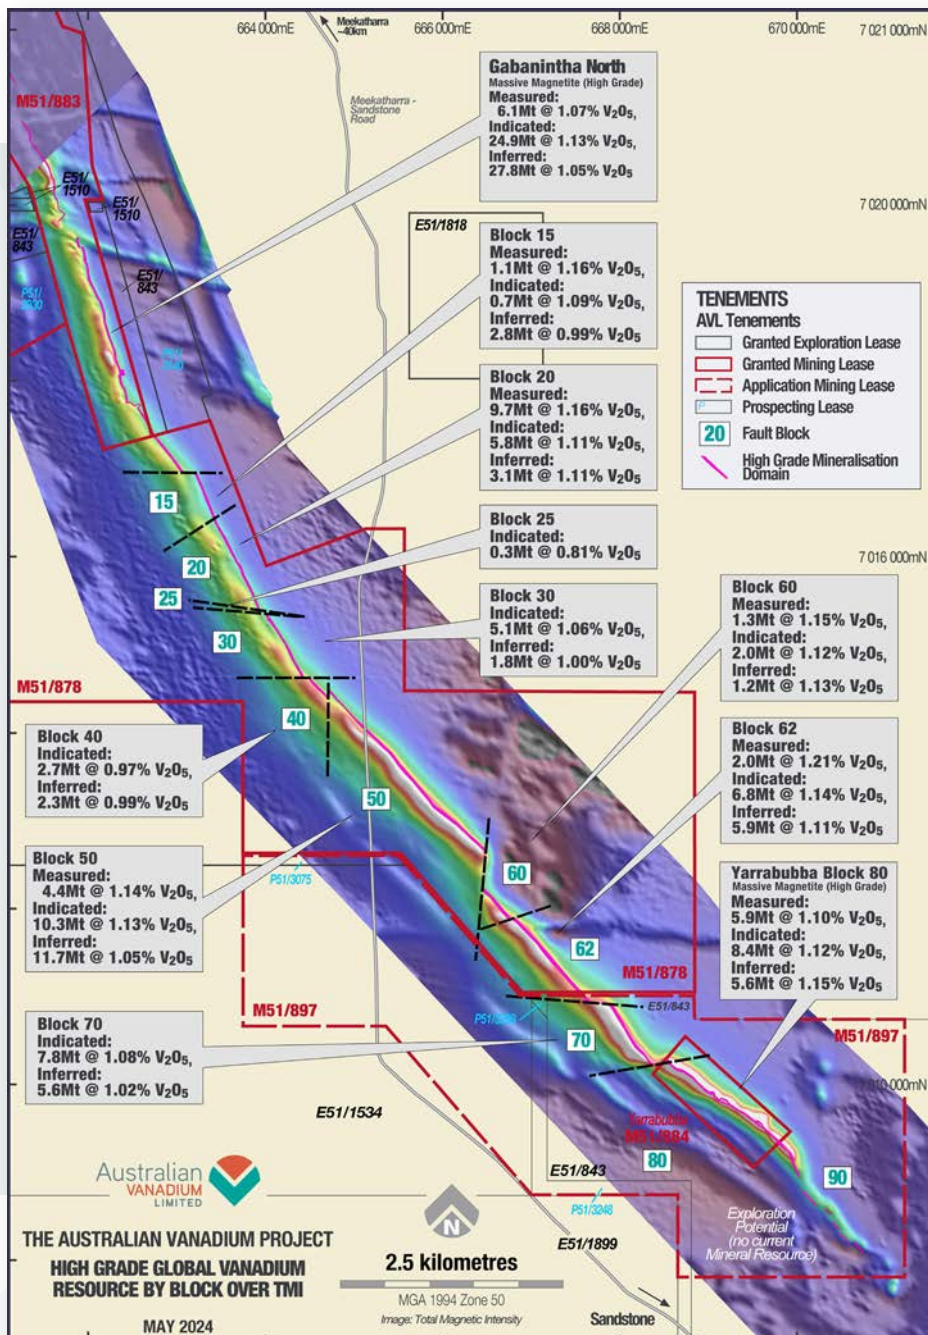 664 000mE
Meekatharra
~40km
666 000mE
668 000mE
670 000mE
7 021 000mN
M51/883
Meekatharra -
Sandstone
Road
Gabanintha North
Massive Magnetite (High Grade)
Measured:
6.1Mt @ 1.07% V₂O₅,
Indicated:
24.9Mt @ 1.13% V₂O₅,
Inferred:
27.8Mt @ 1.05% V₂O₅
E51/
1510
E51/
1510
E51/
843
E51/
843
7 020 000mN
E51/1818
Block 15
Measured:
1.1Mt @ 1.16% V₂O₅,
Indicated:
0.7Mt @ 1.09% V₂O₅,
Inferred:
2.8Mt @ 0.99% V₂O₅
TENEMENTS
AVL Tenements
Granted Exploration Lease
Granted Mining Lease
Application Mining Lease
P
Prospecting Lease
20
Fault Block
High Grade Mineralisation
Domain
Block 20
Measured:
9.7Mt @ 1.16% V₂O₅,
Indicated:
5.8Mt @ 1.11% V₂O₅,
Inferred:
3.1Mt @ 1.11% V₂O₅
15
Block 25
Indicated:
0.3Mt @ 0.81% V₂O₅
7 016 000mN
20
25
30
Block 30
Indicated:
5.1Mt @ 1.06% V₂O₅,
Inferred:
1.8Mt @ 1.00% V₂O₅
Block 60
Measured:
1.3Mt @ 1.15% V₂O₅,
Indicated:
2.0Mt @ 1.12% V₂O₅,
Inferred:
1.2Mt @ 1.13% V₂O₅
M51/878
40
Block 40
Indicated:
2.7Mt @ 0.97% V₂O₅,
Inferred:
2.3Mt @ 0.99% V₂O₅
Block 62
Measured:
2.0Mt @ 1.21% V₂O₅,
Indicated:
6.8Mt @ 1.14% V₂O₅,
Inferred:
5.9Mt @ 1.11% V₂O₅
50
Block 50
Measured:
4.4Mt @ 1.14% V₂O₅,
Indicated:
10.3Mt @ 1.13% V₂O₅,
Inferred:
11.7Mt @ 1.05% V₂O₅
P51/3075
60
62
Yarrabubba Block 80
Massive Magnetite (High Grade)
Measured:
5.9Mt @ 1.10% V₂O₅,
Indicated:
8.4Mt @ 1.12% V₂O₅,
Inferred:
5.6Mt @ 1.15% V₂O₅
M51/878
E51/843
M51/897
M51/897
Block 70
Indicated:
7.8Mt @ 1.08% V₂O₅,
Inferred:
5.6Mt @ 1.02% V₂O₅
70
7 010 000mN
E51/1534
Yarrabubba
M51/884
80
E51/843
90
P51/3248
E51/1899
Exploration
Potential
(no current
Mineral Resource)
Australian
VANADIUM
LIMITED
N
THE AUSTRALIAN VANADIUM PROJECT
HIGH GRADE GLOBAL VANADIUM
RESOURCE BY BLOCK OVER TMI
MAY 2024
2.5 kilometres
MGA 1994 Zone 50
Image: Total Magnetic Intensity
Sandstone